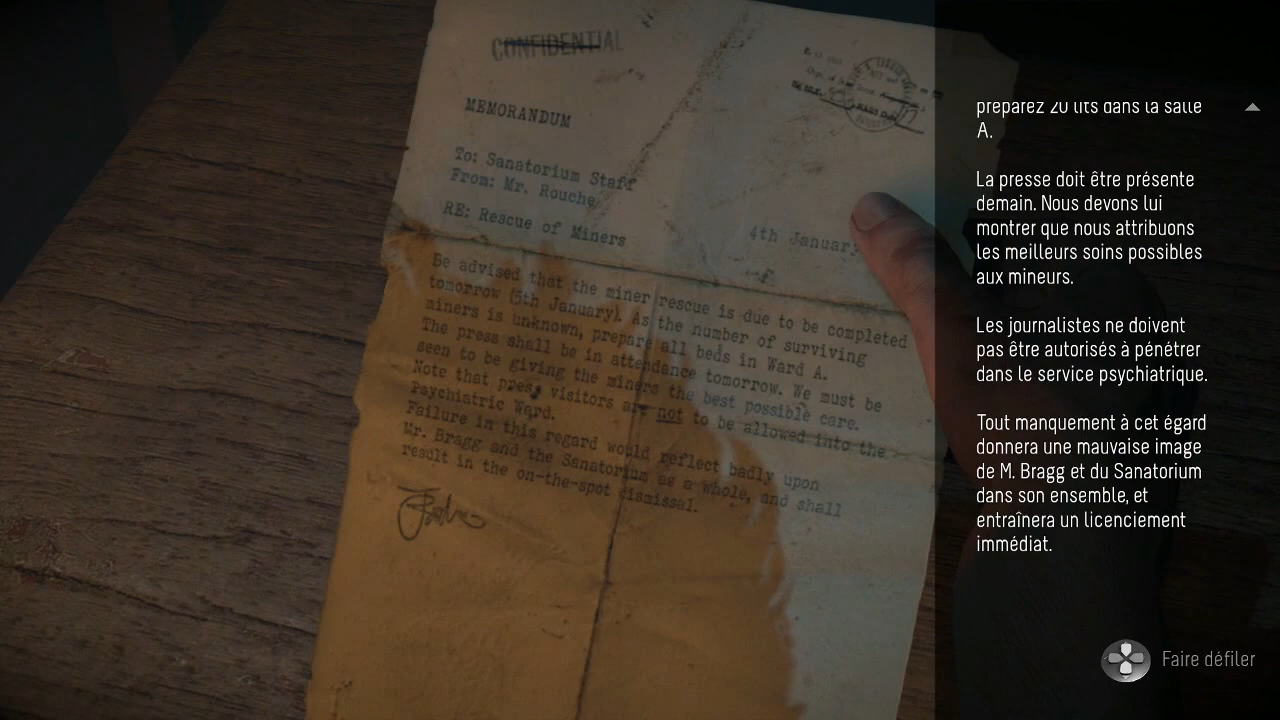 CONFIDENTIAL
MEMORANDUM
To: Sanatorium Staff
From: Mr. Rouche
RE: Rescue of Miners
4th January
Be advised that the miner rescue is due to be completed
tomorrow (5th January). As the number of surviving
miners is unknown, prepare all beds in Ward A.
The press shall be in attendance tomorrow. We must be
seen to be giving the miners the best possible care.
Note that press visitors are not to be allowed into the
Psychiatric Ward.
Failure in this regard would reflect badly upon
Mr. Bragg and the Sanatorium as a whole, and shall
result in the on-the-spot dismissal.
préparez 20 lits dans la salle
A.
La presse doit être présente
demain. Nous devons lui
montrer que nous attribuons
les meilleurs soins possibles
aux mineurs.
Les journalistes ne doivent
pas être autorisés à pénétrer
dans le service psychiatrique.
Tout manquement à cet égard
donnera une mauvaise image
de M. Bragg et du Sanatorium
dans son ensemble, et
entraînera un licenciement
immédiat.
Faire défiler